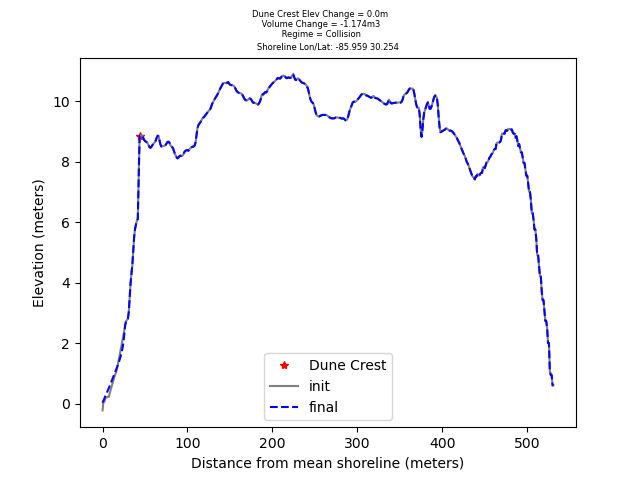 Dune Crest Elev Change = 0.0m
Volume Change = -1.174m3
Regime = Collision
Shoreline Lon/Lat: -85.959 30.254
10
8
6
4
2
0
Elevation (meters)
Dune Crest
init
final
0 100 200 300 400 500
Distance from mean shoreline (meters)